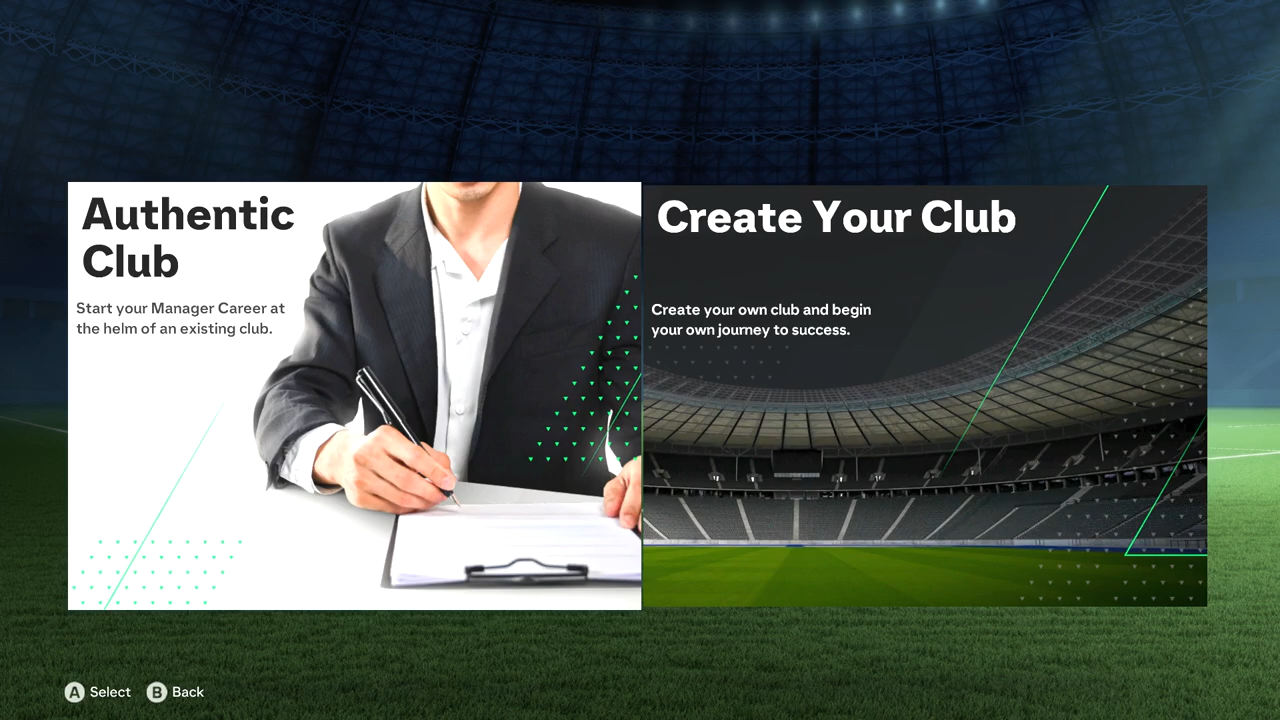 Authentic
Club
Start your Manager Career at
the helm of an existing club.
Create Your Club
Create your own club and begin
your own journey to success.
A Select B Back